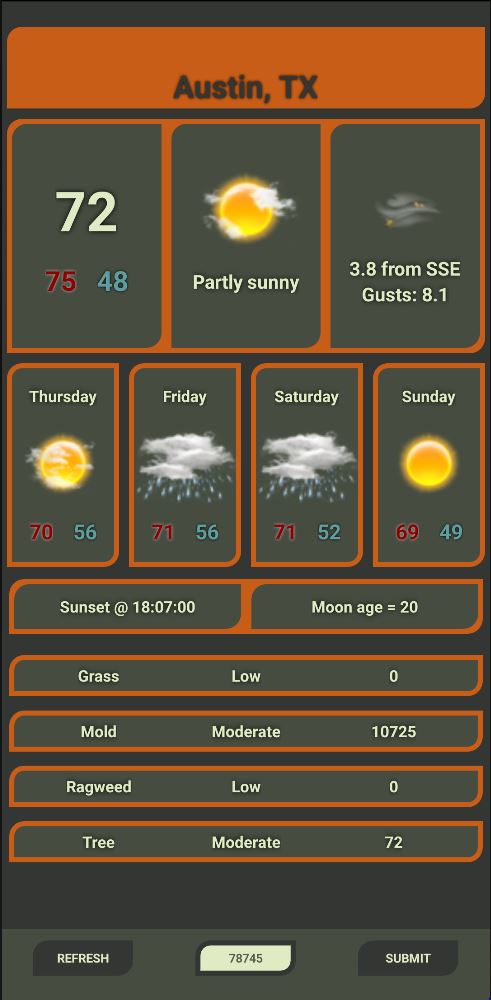 Austin, TX
72
75 48
Partly sunny
3.8 from SSE
Gusts: 8.1
Thursday
70 56
Friday
71 56
Saturday
71 52
Sunday
69 49
Sunset @ 18:07:00
Moon age = 20
Grass Low 0
Mold Moderate 10725
Ragweed Low 0
Tree Moderate 72
REFRESH
78745
SUBMIT